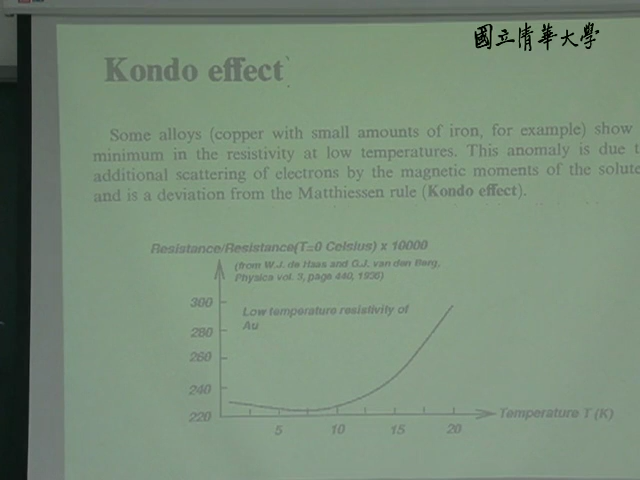 國立清華大學
Kondo effect
Some alloys (copper with small amounts of iron, for example) show
minimum in the resistivity at low temperatures. This anomaly is due t
additional scattering of electrons by the magnetic moments of the solute
and is a deviation from the Matthiessen rule (Kondo effect).
Resistance/Resistance(T=0 Celsius) x 10000
(from W.J. de Haas and G.J. van den Berg,
Physica vol. 3, page 440, 1936)
Low temperature resistivity of
Au
300
280
260
240
220
5 10 15 20
Temperature T (K)